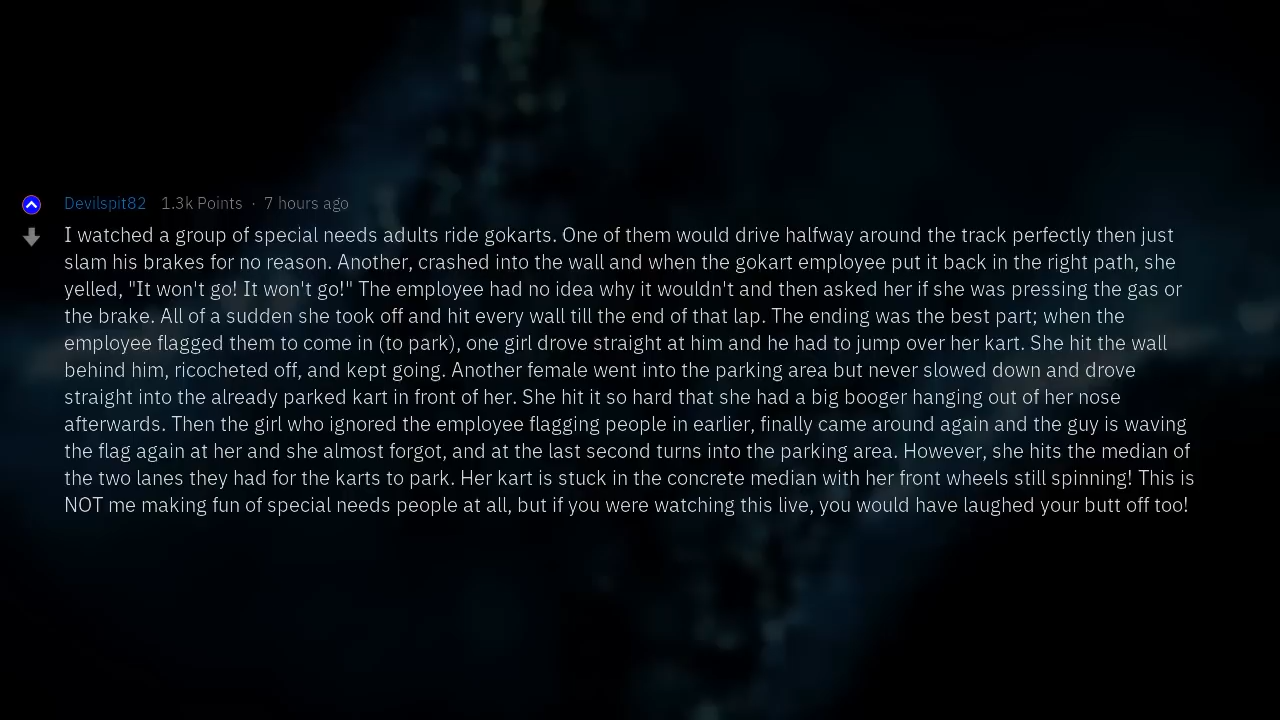 Devilspit82 1.3k Points · 7 hours ago
I watched a group of special needs adults ride gokarts. One of them would drive halfway around the track perfectly then just
slam his brakes for no reason. Another, crashed into the wall and when the gokart employee put it back in the right path, she
yelled, "It won't go! It won't go!" The employee had no idea why it wouldn't and then asked her if she was pressing the gas or
the brake. All of a sudden she took off and hit every wall till the end of that lap. The ending was the best part; when the
employee flagged them to come in (to park), one girl drove straight at him and he had to jump over her kart. She hit the wall
behind him, ricocheted off, and kept going. Another female went into the parking area but never slowed down and drove
straight into the already parked kart in front of her. She hit it so hard that she had a big booger hanging out of her nose
afterwards. Then the girl who ignored the employee flagging people in earlier, finally came around again and the guy is waving
the flag again at her and she almost forgot, and at the last second turns into the parking area. However, she hits the median of
the two lanes they had for the karts to park. Her kart is stuck in the concrete median with her front wheels still spinning! This is
NOT me making fun of special needs people at all, but if you were watching this live, you would have laughed your butt off too!